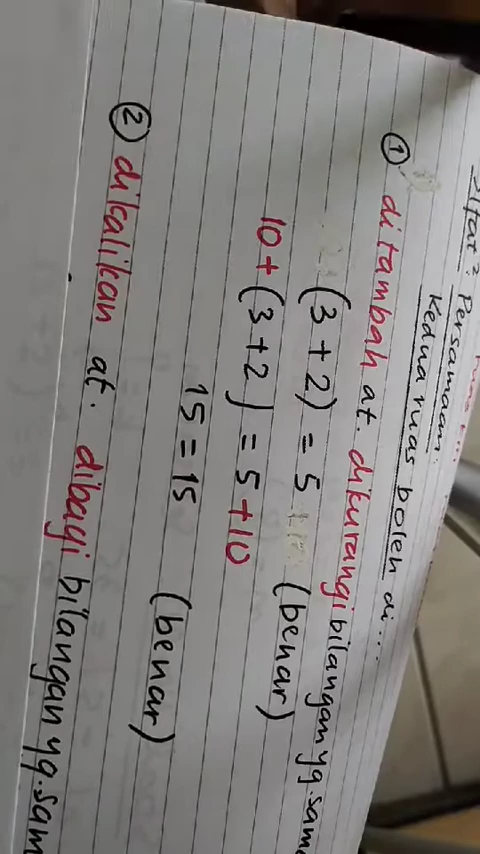 Sifat² Persamaan:
Kedua ruas boleh di....
① ditambah at. dikurangi bilangan yg. sama
(3 + 2) = 5 (benar)
10 + (3 + 2) = 5 + 10
15 = 15 (benar)
② dikalikan at. dibagi bilangan yg. sam